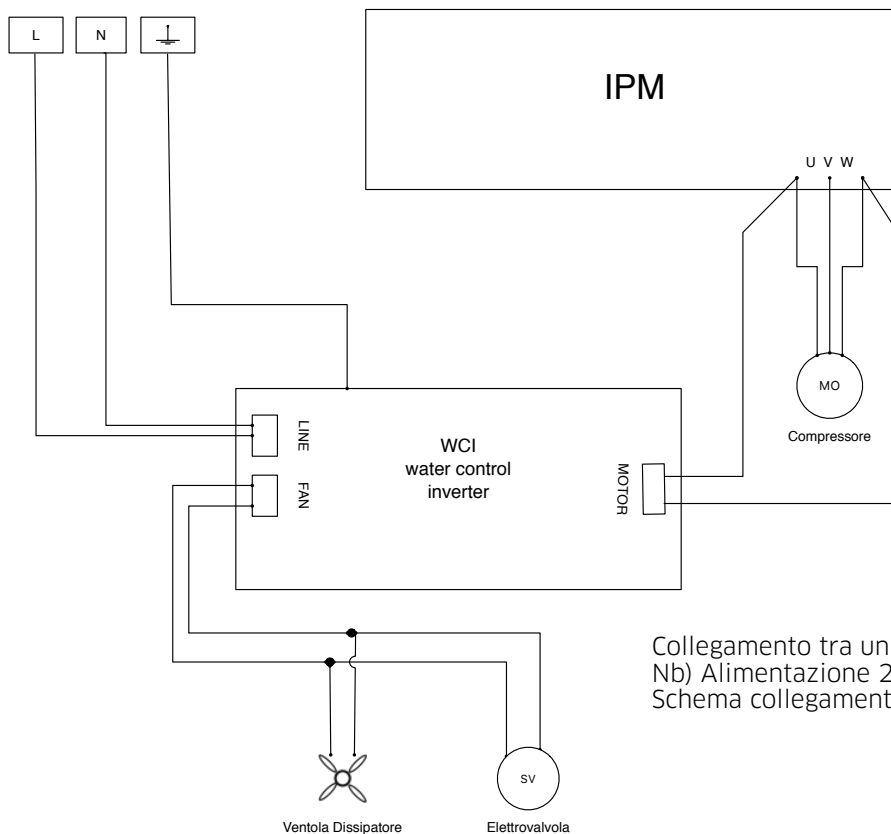 L N
IPM
U V W
MO
Compressore
LINE
WCI
water control
inverter
MOTOR
FAN
Collegamento tra un
Nb) Alimentazione 2
Schema collegament
SV
Ventola Dissipatore Elettrovalvola